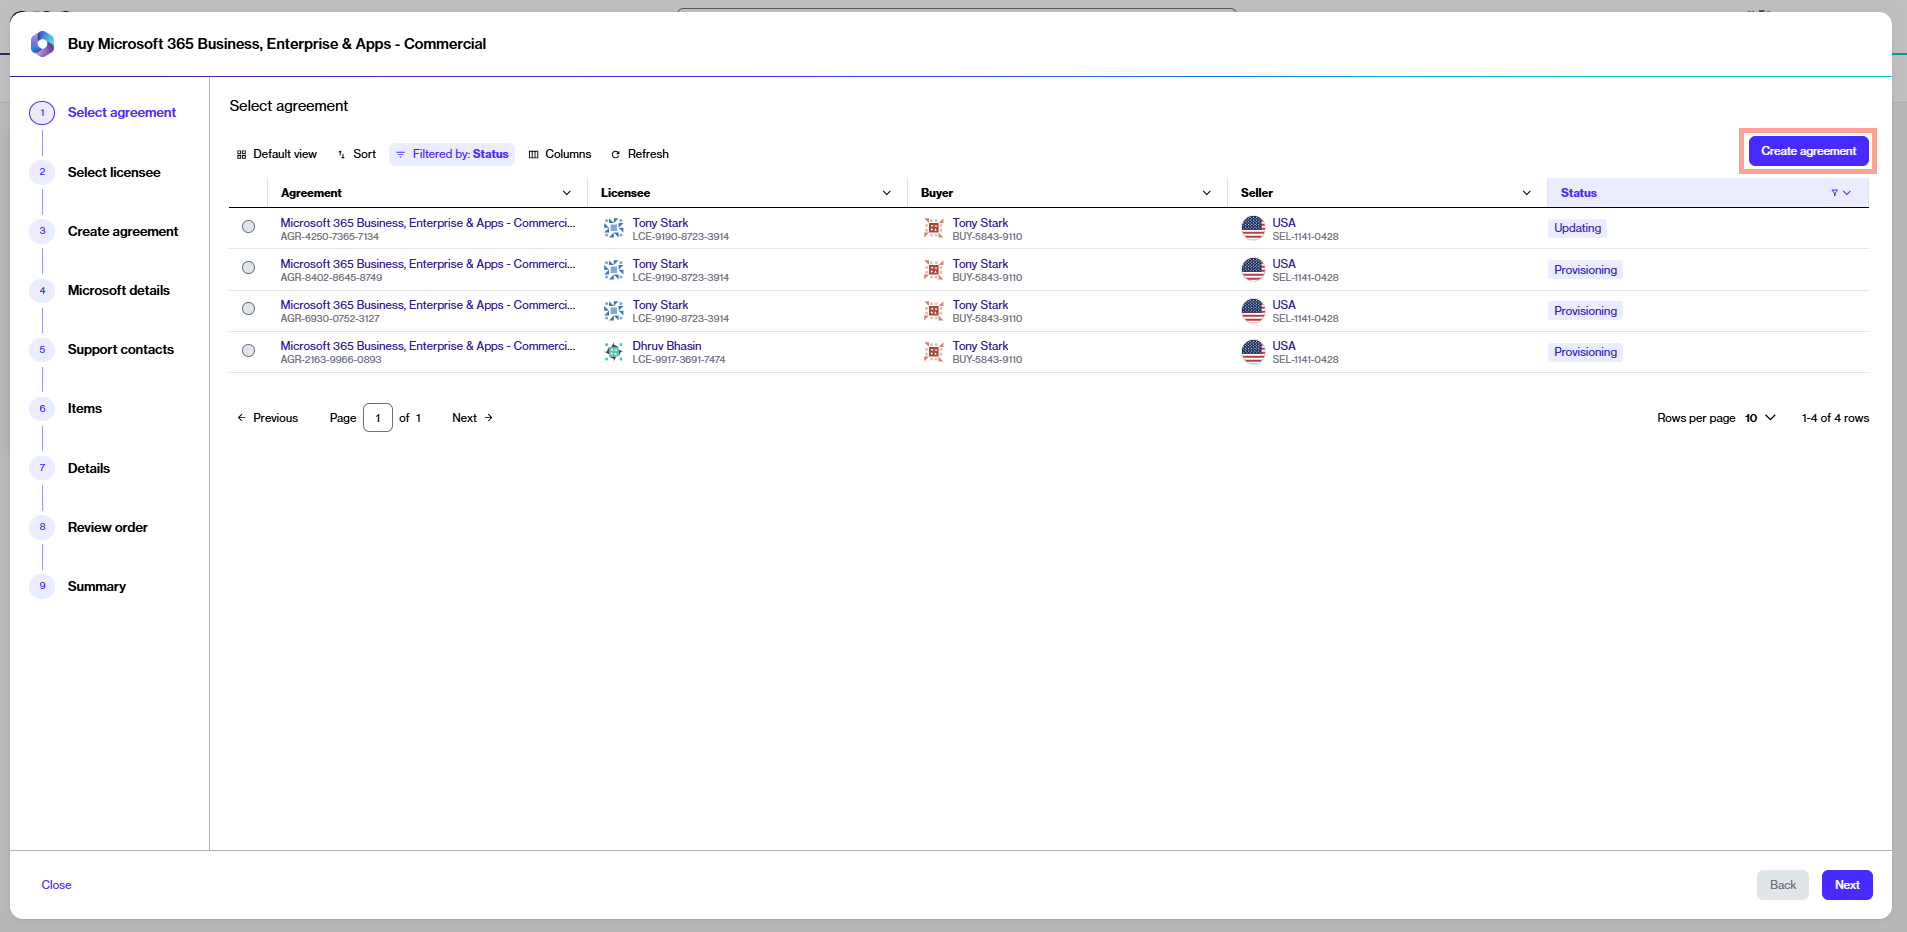 Buy Microsoft 365 Business, Enterprise & Apps - Commercial
1 Select agreement
2 Select licensee
3 Create agreement
4 Microsoft details
5 Support contacts
6 Items
7 Details
8 Review order
9 Summary
Select agreement
Default view Sort Filtered by: Status Columns Refresh Create agreement
Agreement Licensee Buyer Seller Status
Microsoft 365 Business, Enterprise & Apps - Commerci... Tony Stark Tony Stark USA Updating
AGR-4250-7365-7134 LCE-9190-8723-3914 BUY-5843-9110 SEL-1141-0428
Microsoft 365 Business, Enterprise & Apps - Commerci... Tony Stark Tony Stark USA Provisioning
AGR-8402-8645-8749 LCE-9190-8723-3914 BUY-5843-9110 SEL-1141-0428
Microsoft 365 Business, Enterprise & Apps - Commerci... Tony Stark Tony Stark USA Provisioning
AGR-6930-0752-3127 LCE-9190-8723-3914 BUY-5843-9110 SEL-1141-0428
Microsoft 365 Business, Enterprise & Apps - Commerci... Dhruv Bhasin Tony Stark USA Provisioning
AGR-2163-9966-0893 LCE-9917-3691-7474 BUY-5843-9110 SEL-1141-0428
Previous Page 1 of 1 Next Rows per page 10 1-4 of 4 rows
Close Back Next